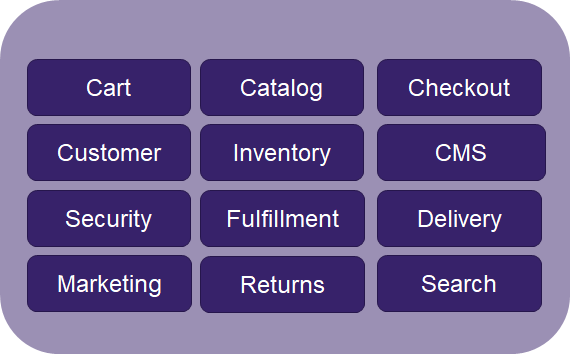 Cart
Catalog
Checkout
Customer
Inventory
CMS
Security
Fulfillment
Delivery
Marketing
Returns
Search